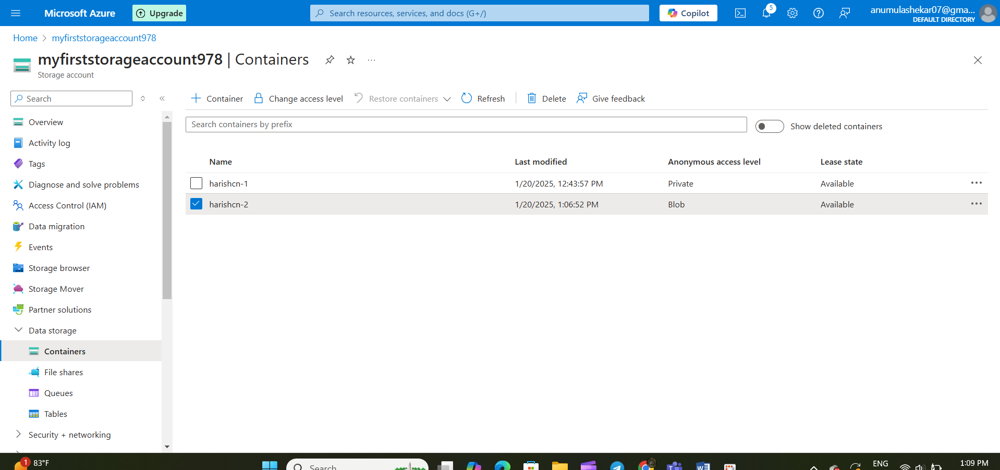 Microsoft Azure
Upgrade
Search resources, services, and docs (G+/)
Copilot
5
anumulashekar07@gma...
DEFAULT DIRECTORY
Home > myfirststorageaccount978
myfirststorageaccount978 | Containers
Storage account
Search
Container
Change access level
Restore containers
Refresh
Delete
Give feedback
Overview
Activity log
Tags
Diagnose and solve problems
Access Control (IAM)
Data migration
Events
Storage browser
Storage Mover
Partner solutions
Data storage
Containers
File shares
Queues
Tables
Security + networking
Search containers by prefix
Show deleted containers
Name Last modified Anonymous access level Lease state
harishcn-1 1/20/2025, 12:43:57 PM Private Available
harishcn-2 1/20/2025, 1:06:52 PM Blob Available
1
83°F
Search
ENG
1:09 PM